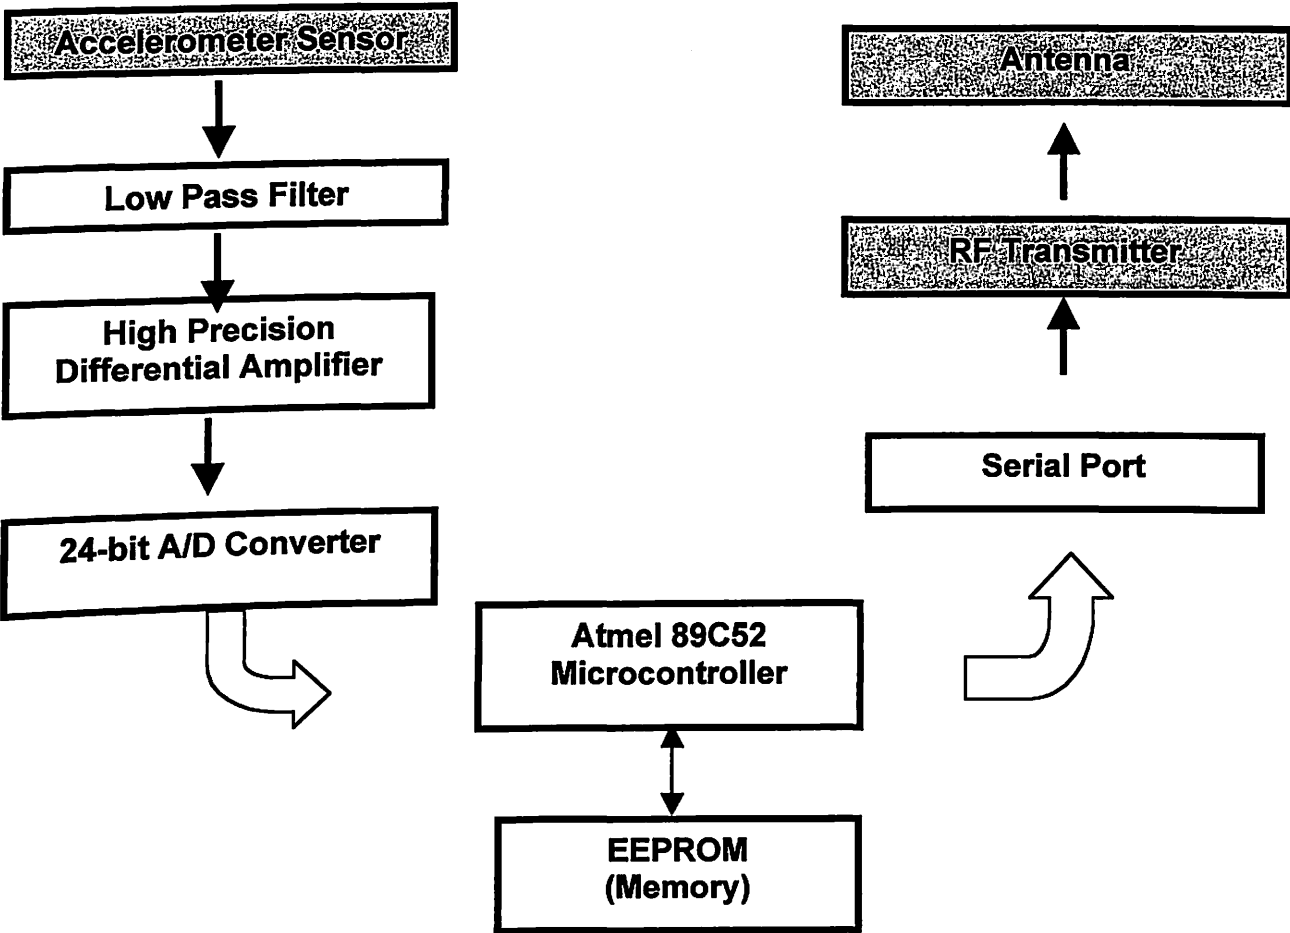 Accelerometer Sensor
Low Pass Filter
High Precision
Differential Amplifier
24-bit A/D Converter
Atmel 89C52
Microcontroller
EEPROM
(Memory)
Serial Port
RF Transmitter
Antenna